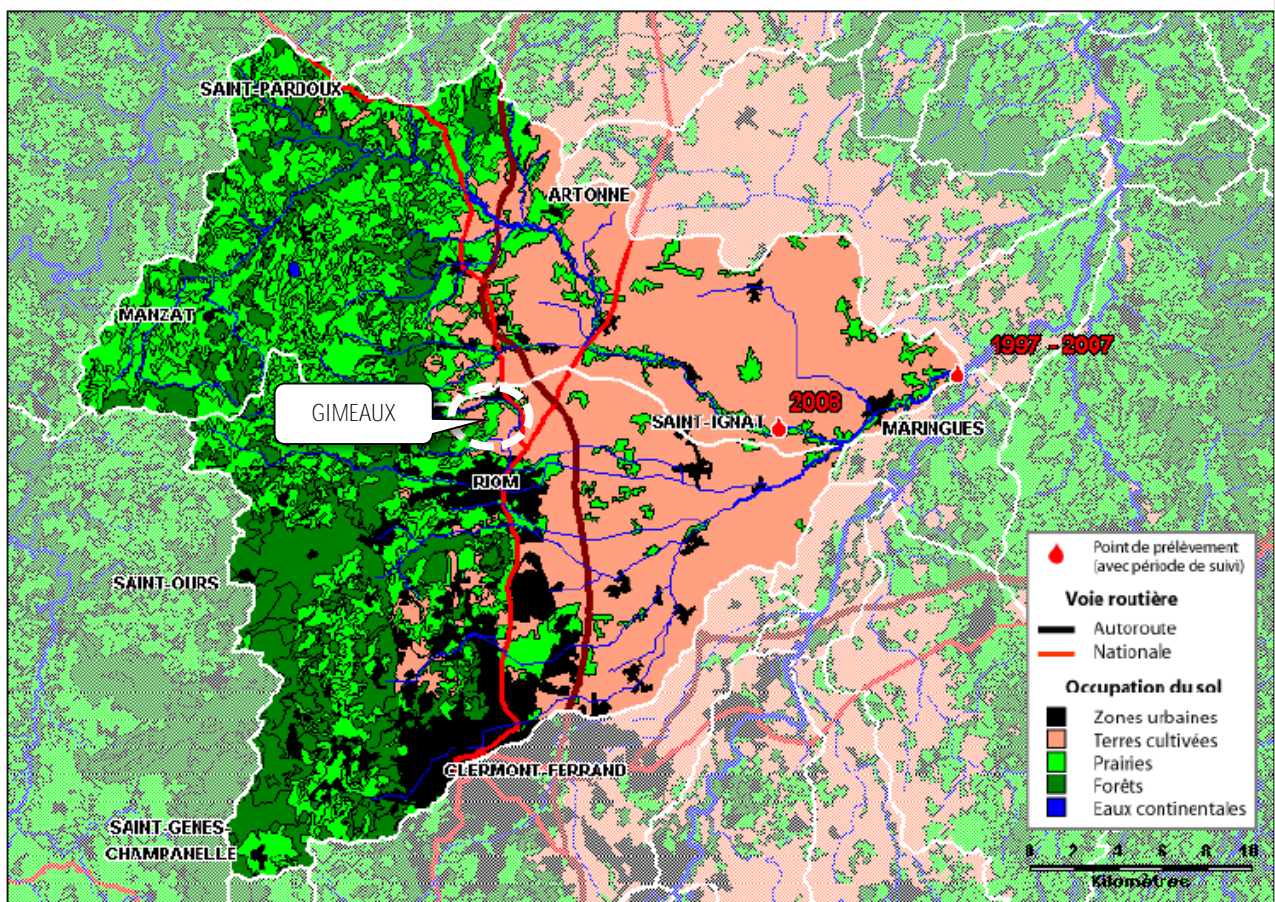 SAINT-PARDOUX
ARTONNE
MANZAT
1997 - 2007
GIMEAUX
2008
SAINT-IGNAT
MARINGUES
RIOM
SAINT-OURS
CLERMONT-FERRAND
SAINT-GENES-
CHAMPANELLE
Point de prélèvement
(avec période de suivi)
Voie routière
Autoroute
Nationale
Occupation du sol
Zones urbaines
Terres cultivées
Prairies
Forêts
Eaux continentales
0 2 4 6 8 10
Kilomètres